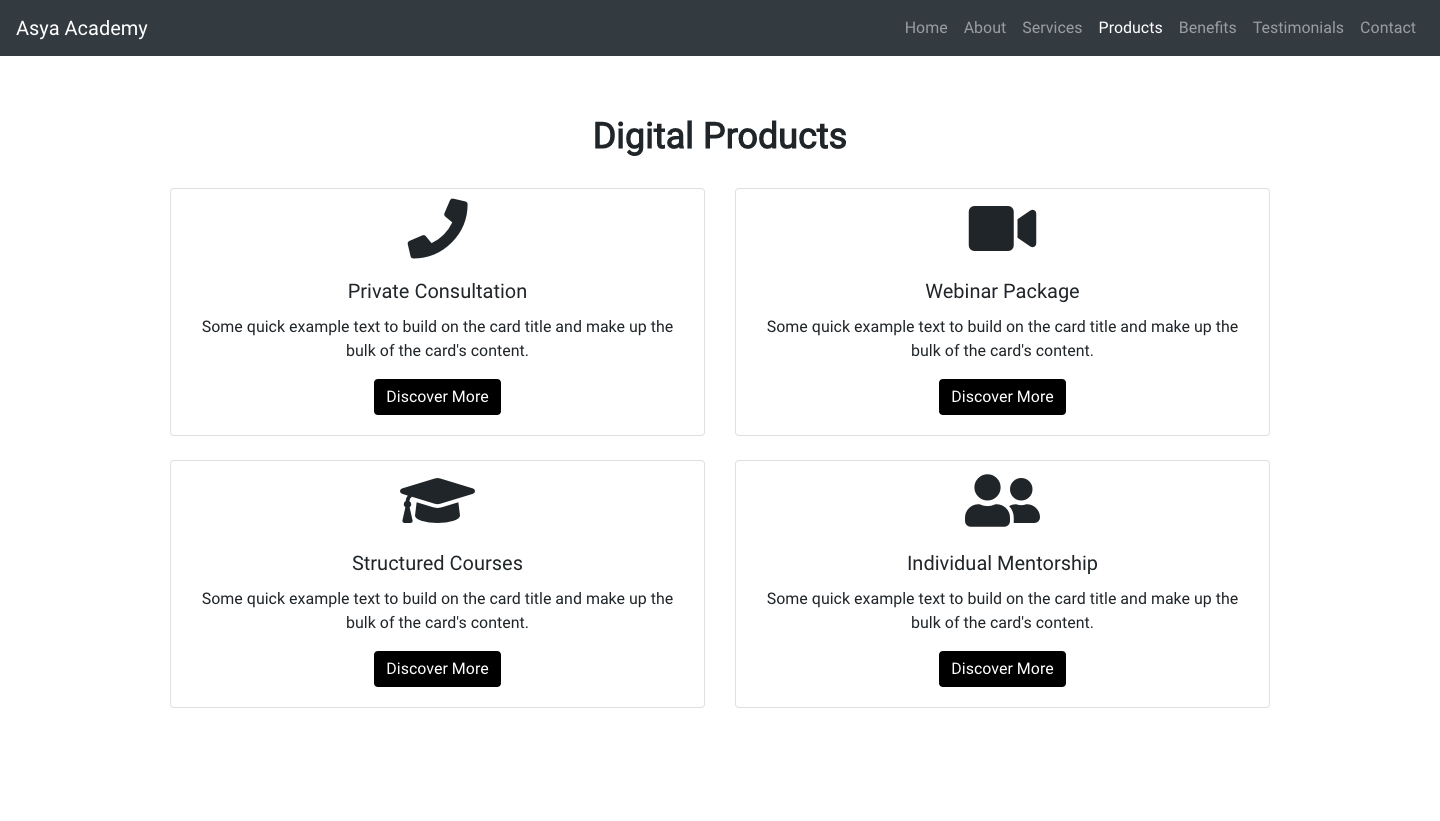 Asya Academy
Home About Services Products Benefits Testimonials Contact
Digital Products
Private Consultation
Some quick example text to build on the card title and make up the
bulk of the card's content.
Discover More
Webinar Package
Some quick example text to build on the card title and make up the
bulk of the card's content.
Discover More
Structured Courses
Some quick example text to build on the card title and make up the
bulk of the card's content.
Discover More
Individual Mentorship
Some quick example text to build on the card title and make up the
bulk of the card's content.
Discover More